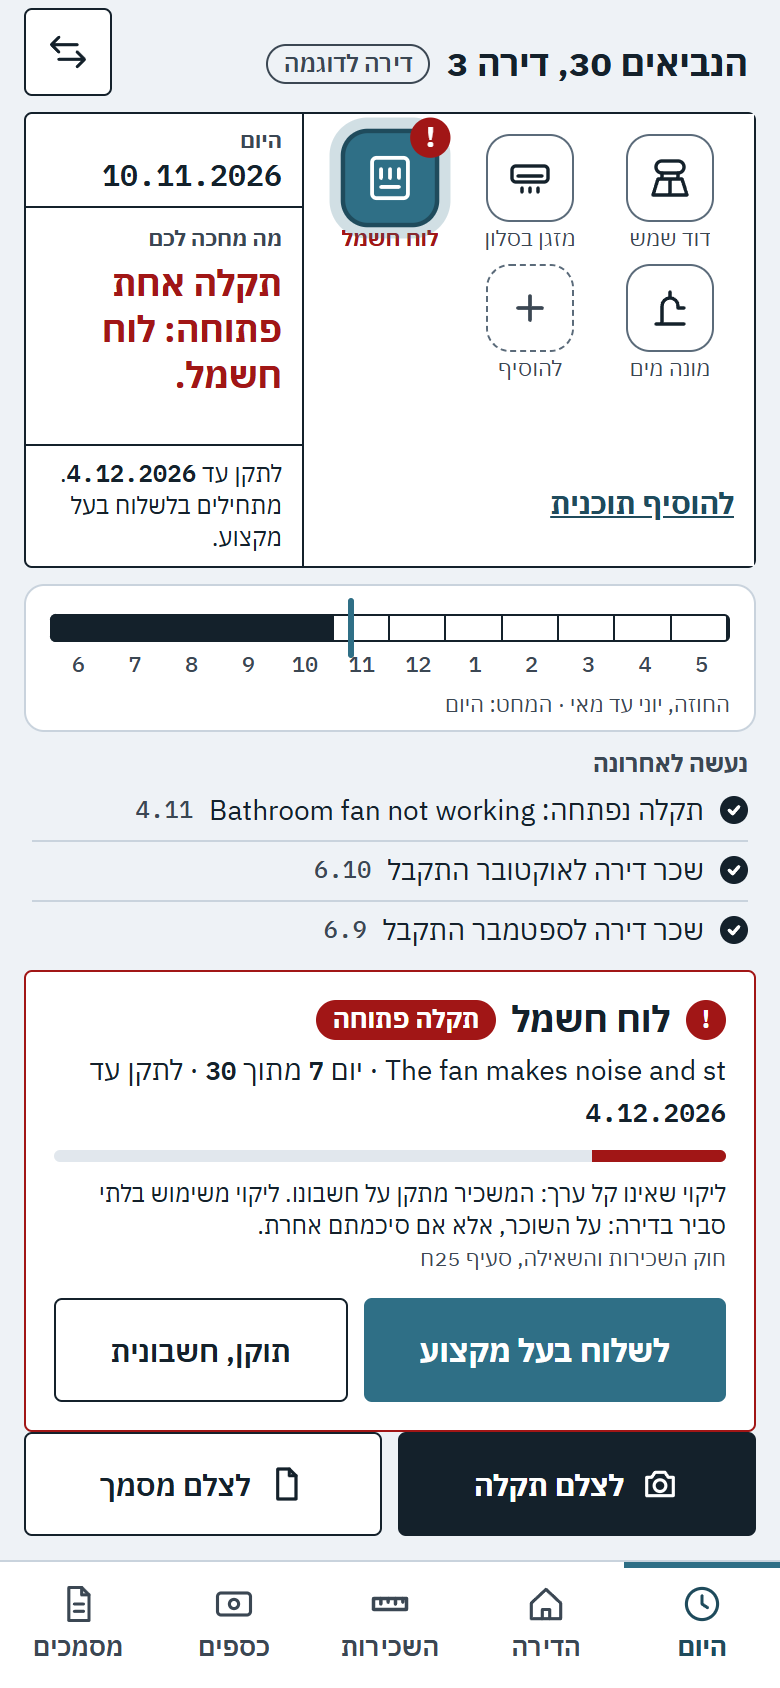 הנביאים 30, דירה 3
דירה לדוגמה
דוד שמש
מזגן בסלון
!
לוח חשמל
מונה מים
להוסיף
להוסיף תוכנית
היום
10.11.2026
מה מחכה לכם
תקלה אחת
פתוחה: לוח
חשמל.
לתקן עד 4.12.2026.
מתחילים בלשלוח בעל
מקצוע.
6 7 8 9 10 11 12 1 2 3 4 5
החוזה, יוני עד מאי · המחט: היום
נעשה לאחרונה
תקלה נפתחה: Bathroom fan not working 4.11
שכר דירה לאוקטובר התקבל 6.10
שכר דירה לספטמבר התקבל 6.9
! לוח חשמל תקלה פתוחה
The fan makes noise and st · יום 7 מתוך 30 · לתקן עד
4.12.2026
ליקוי שאינו קל ערך: המשכיר מתקן על חשבונו. ליקוי משימוש בלתי
סביר בדירה: על השוכר, אלא אם סיכמתם אחרת.
חוק השכירות והשאילה, סעיף 25ח
לשלוח בעל מקצוע
תוקן, חשבונית
לצלם תקלה
לצלם מסמך
היום
הדירה
השכירות
כספים
מסמכים